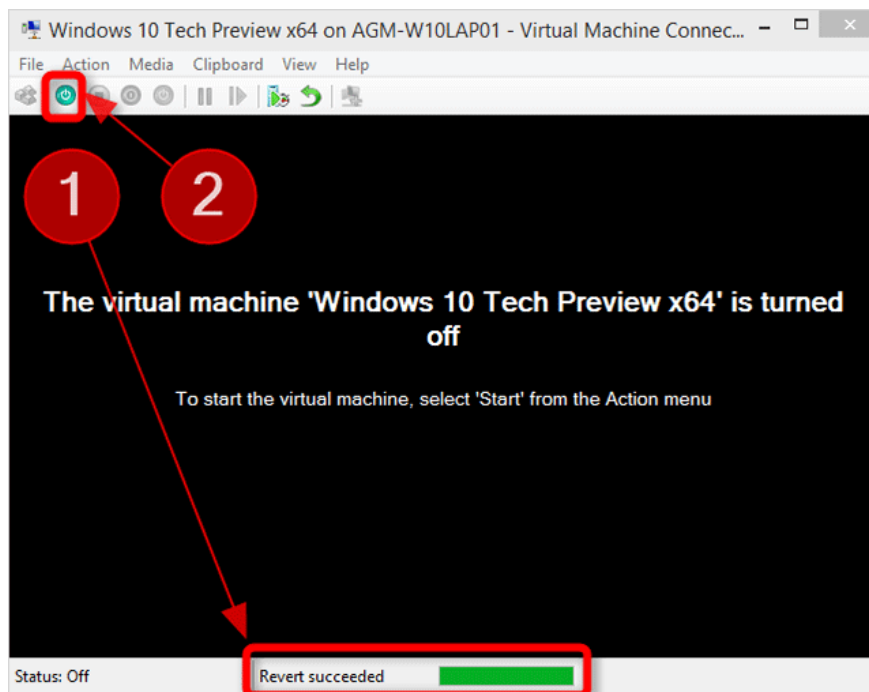 Windows 10 Tech Preview x64 on AGM-W10LAP01 - Virtual Machine Connec...
File Action Media Clipboard View Help
1
2
The virtual machine 'Windows 10 Tech Preview x64' is turned
off
To start the virtual machine, select 'Start' from the Action menu
Status: Off Revert succeeded